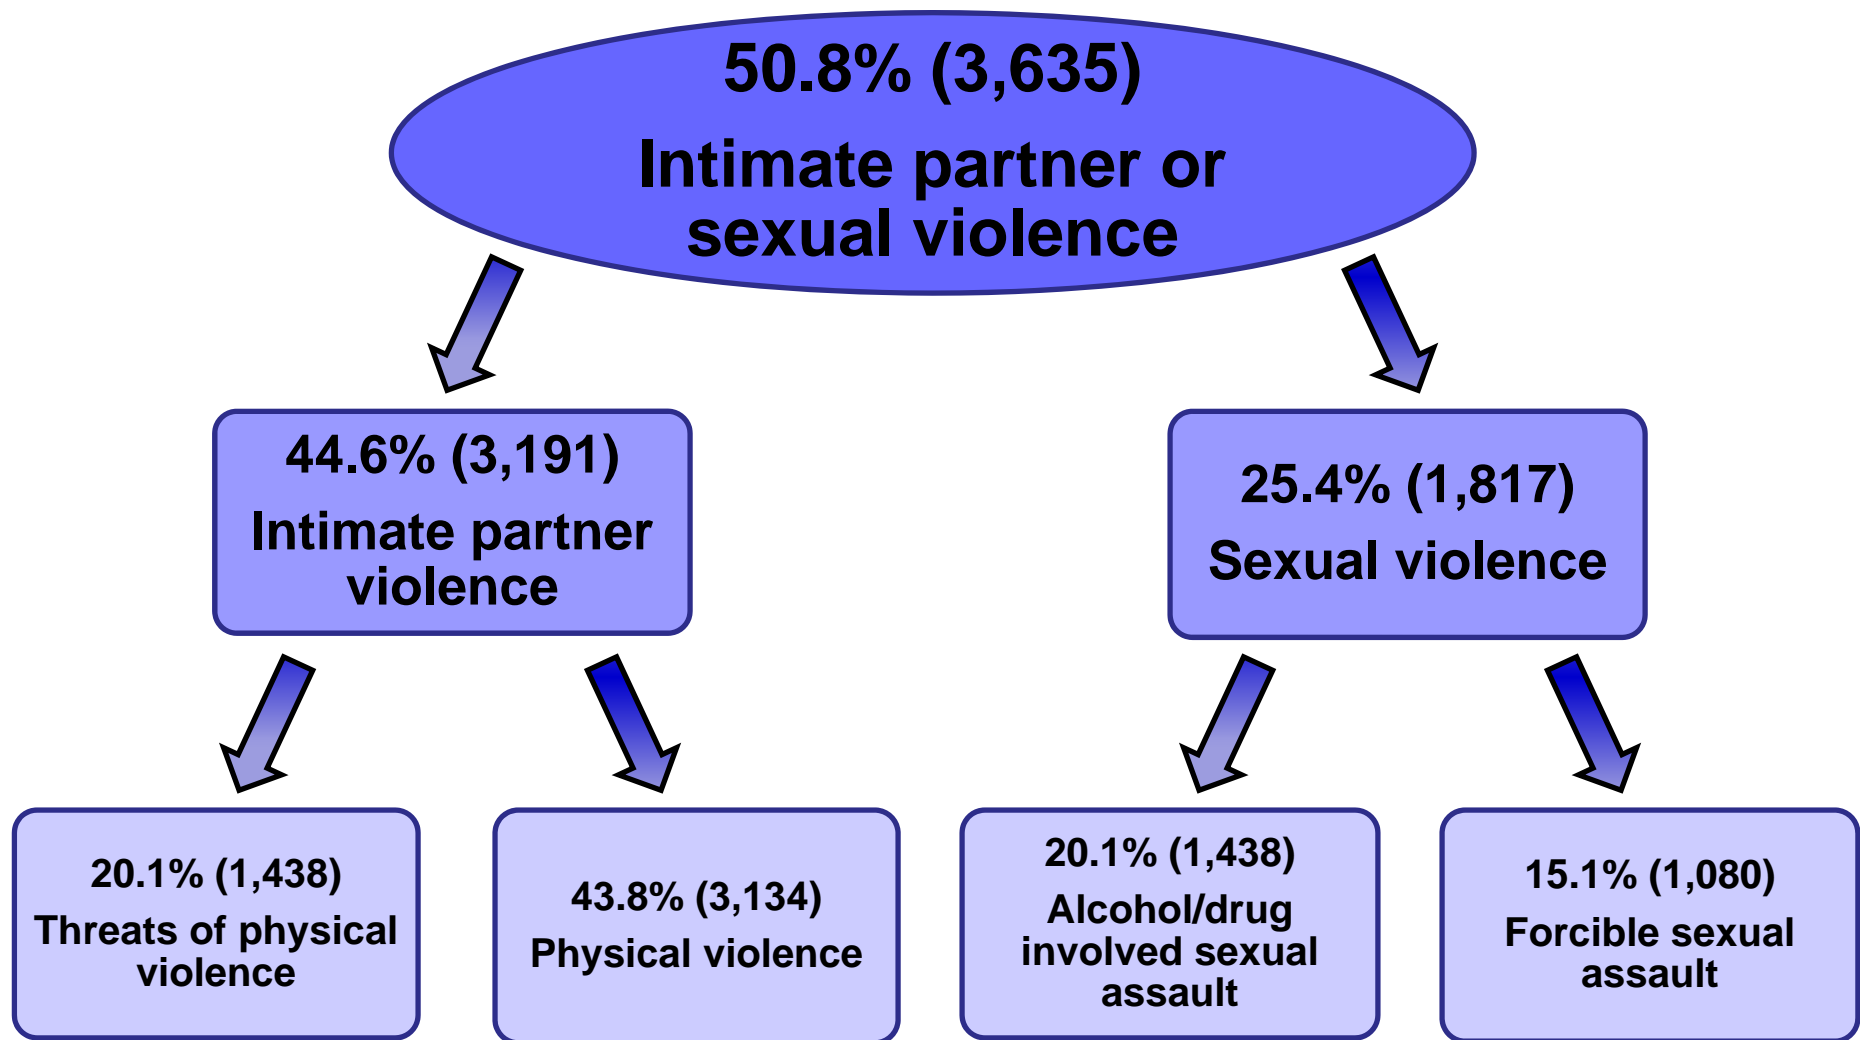 50.8% (3,635)
Intimate partner or
sexual violence
44.6% (3,191)
Intimate partner
violence
25.4% (1,817)
Sexual violence
20.1% (1,438)
Threats of physical
violence
43.8% (3,134)
Physical violence
20.1% (1,438)
Alcohol/drug
involved sexual
assault
15.1% (1,080)
Forcible sexual
assault